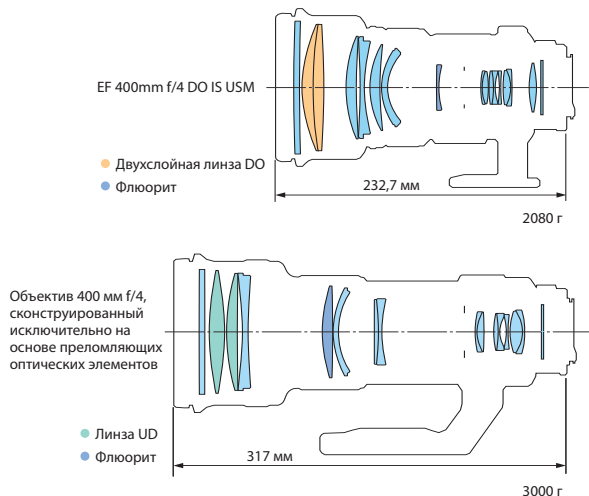 EF 400mm f/4 DO IS USM
Двухслойная линза DO
Флюорит
232,7 мм
2080 г
Объектив 400 мм f/4,
сконструированный
исключительно на
основе преломляющих
оптических элементов
Линза UD
Флюорит
317 мм
3000 г